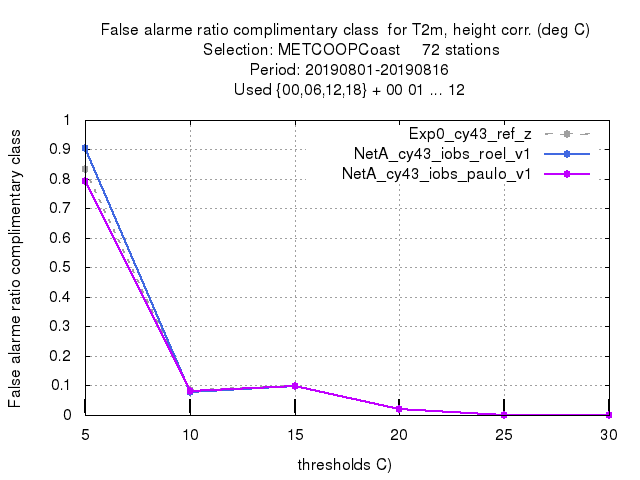 False alarme ratio complimentary class  for T2m, height corr. (deg C)
Selection: METCOOPCoast     72 stations
Period: 20190801-20190816
Used {00,06,12,18} + 00 01 ... 12
False alarme ratio complimentary class
1
0.9
0.8
0.7
0.6
0.5
0.4
0.3
0.2
0.1
0
Exp0_cy43_ref_z
NetA_cy43_iobs_roel_v1
NetA_cy43_iobs_paulo_v1
5 10 15 20 25 30
thresholds C)